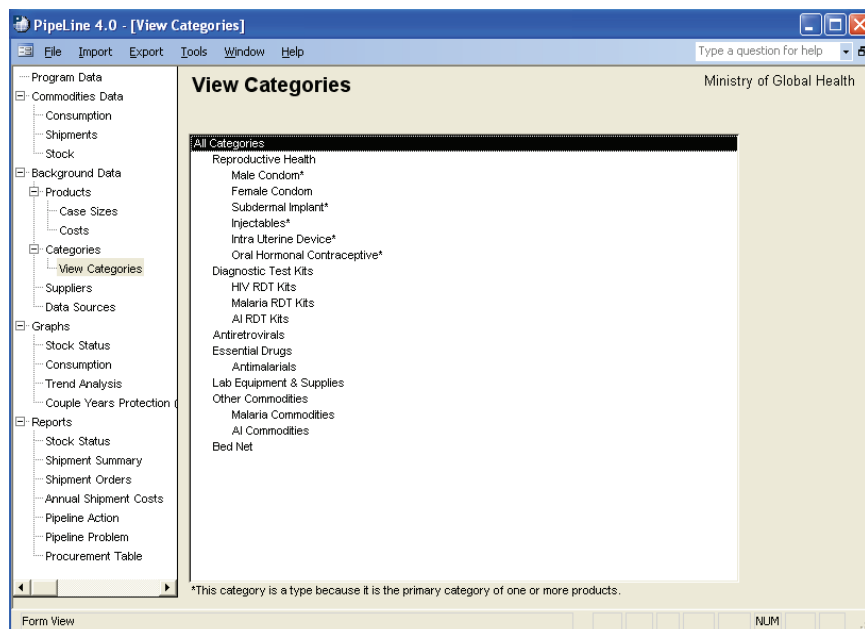 PipeLine 4.0 - [View Categories]
File Import Export Tools Window Help
Type a question for help
Program Data
Commodities Data
Consumption
Shipments
Stock
Background Data
Products
Case Sizes
Costs
Categories
View Categories
Suppliers
Data Sources
Graphs
Stock Status
Consumption
Trend Analysis
Couple Years Protection (
Reports
Stock Status
Shipment Summary
Shipment Orders
Annual Shipment Costs
Pipeline Action
Pipeline Problem
Procurement Table
View Categories
Ministry of Global Health
All Categories
Reproductive Health
Male Condom*
Female Condom
Subdermal Implant*
Injectables*
Intra Uterine Device*
Oral Hormonal Contraceptive*
Diagnostic Test Kits
HIV RDT Kits
Malaria RDT Kits
AI RDT Kits
Antiretrovirals
Essential Drugs
Antimalarials
Lab Equipment & Supplies
Other Commodities
Malaria Commodities
AI Commodities
Bed Net
*This category is a type because it is the primary category of one or more products.
Form View
NUM